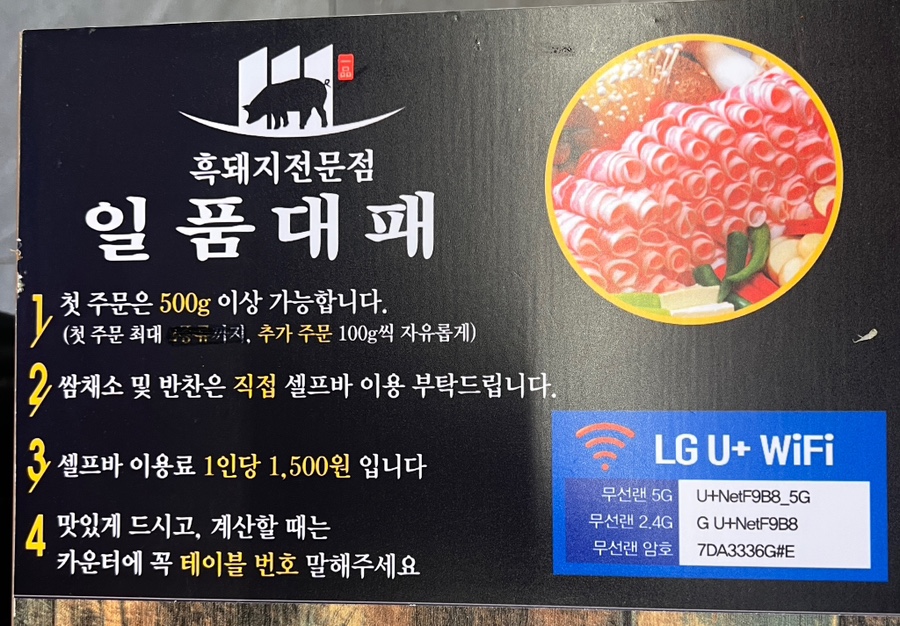 一品
흑돼지전문점
일품대패
1 첫 주문은 500g 이상 가능합니다.
(첫 주문 최대 까지, 추가 주문 100g씩 자유롭게)
2 쌈채소 및 반찬은 직접 셀프바 이용 부탁드립니다.
3 셀프바 이용료 1인당 1,500원 입니다
4 맛있게 드시고, 계산할 때는
카운터에 꼭 테이블 번호 말해주세요
LG U+ WiFi
무선랜 5G U+NetF9B8_5G
무선랜 2,4G G U+NetF9B8
무선랜 암호 7DA3336G#E